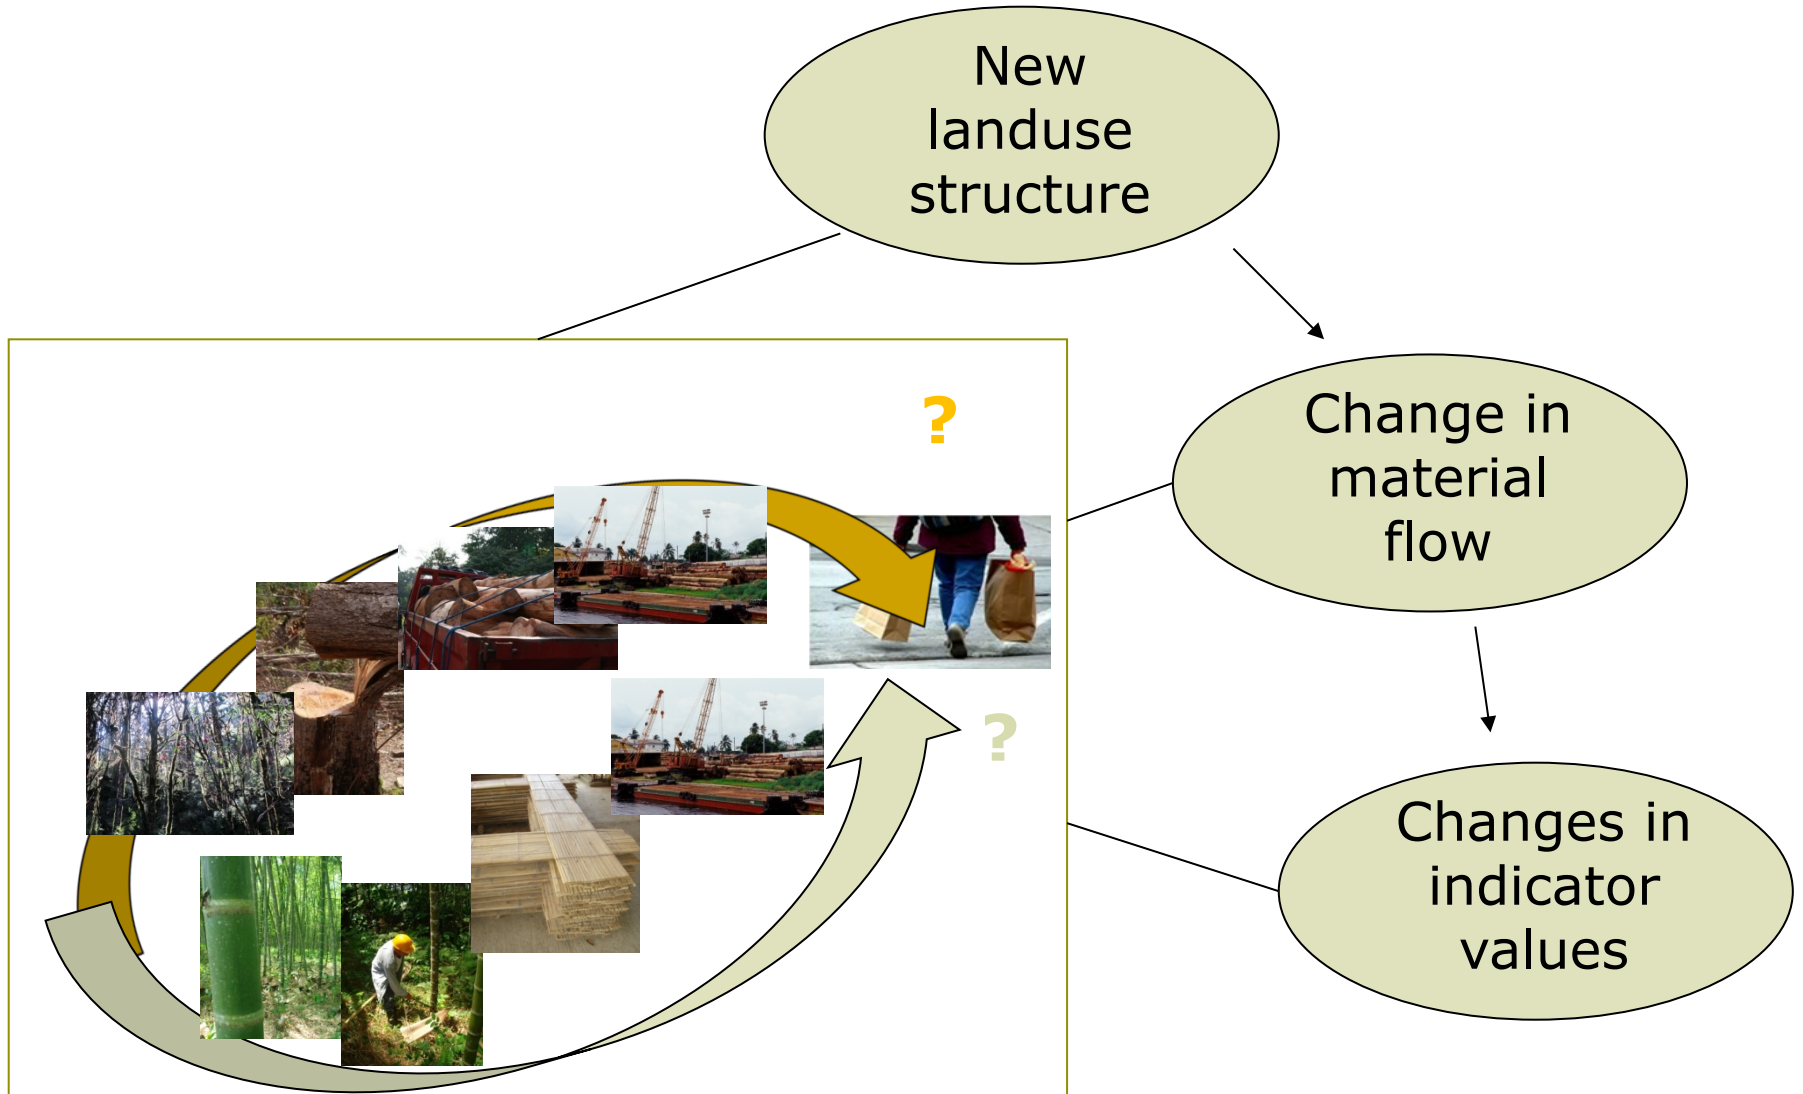 New
landuse
structure
?
Change in
material
flow
?
Changes in
indicator
values